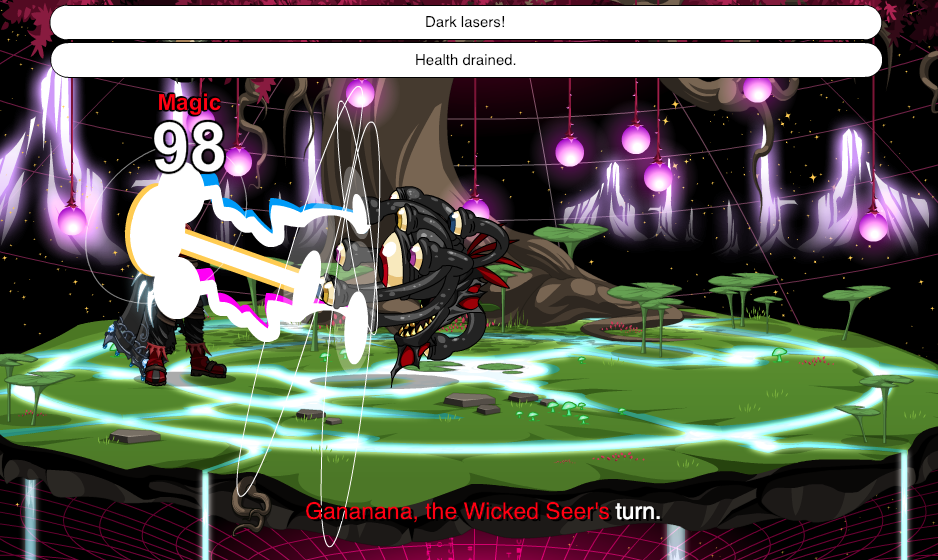 Dark lasers!
Health drained.
Magic
98
Gananana, the Wicked Seer's turn.